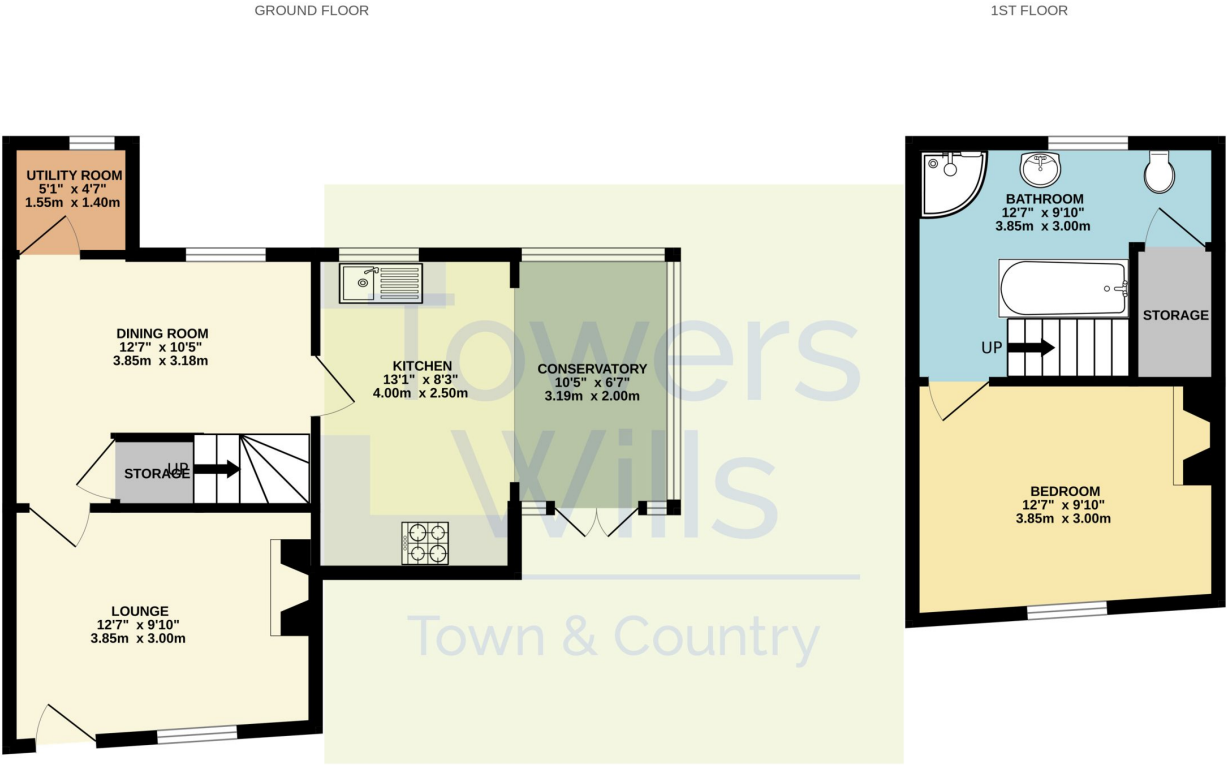 GROUND FLOOR
1ST FLOOR
UTILITY ROOM
5'1" x 4'7"
1.55m x 1.40m
DINING ROOM
12'7" x 10'5"
3.85m x 3.18m
KITCHEN
13'1" x 8'3"
4.00m x 2.50m
CONSERVATORY
10'5" x 6'7"
3.19m x 2.00m
STORAGE
UP
LOUNGE
12'7" x 9'10"
3.85m x 3.00m
BATHROOM
12'7" x 9'10"
3.85m x 3.00m
STORAGE
UP
BEDROOM
12'7" x 9'10"
3.85m x 3.00m
Towers
Wills
Town & Country